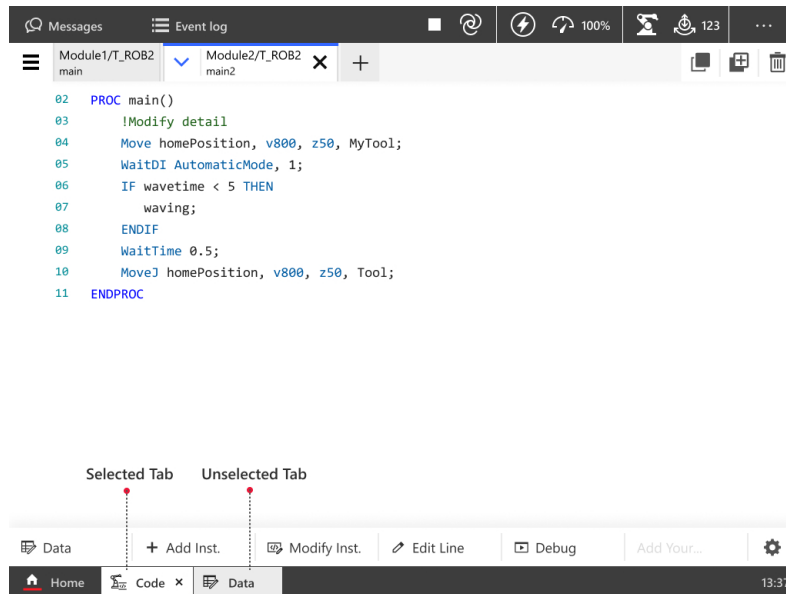 Messages Event log 100% 123 ...
Module1/T_ROB2 Module2/T_ROB2
main main2
02 PROC main()
03 !Modify detail
04 Move homePosition, v800, z50, MyTool;
05 WaitDI AutomaticMode, 1;
06 IF wavetime < 5 THEN
07 waving;
08 ENDIF
09 WaitTime 0.5;
10 MoveJ homePosition, v800, z50, Tool;
11 ENDPROC
Selected Tab Unselected Tab
Data + Add Inst. Modify Inst. Edit Line Debug Add Your...
Home Code × Data 13:37